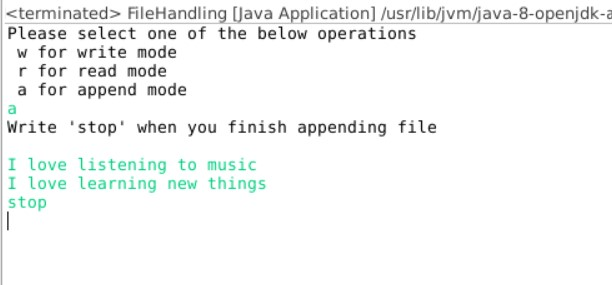 <terminated> FileHandling [Java Application] /usr/lib/jvm/java-8-openjdk-a
Please select one of the below operations
 w for write mode
 r for read mode
 a for append mode
a
Write 'stop' when you finish appending file

I love listening to music
I love learning new things
stop